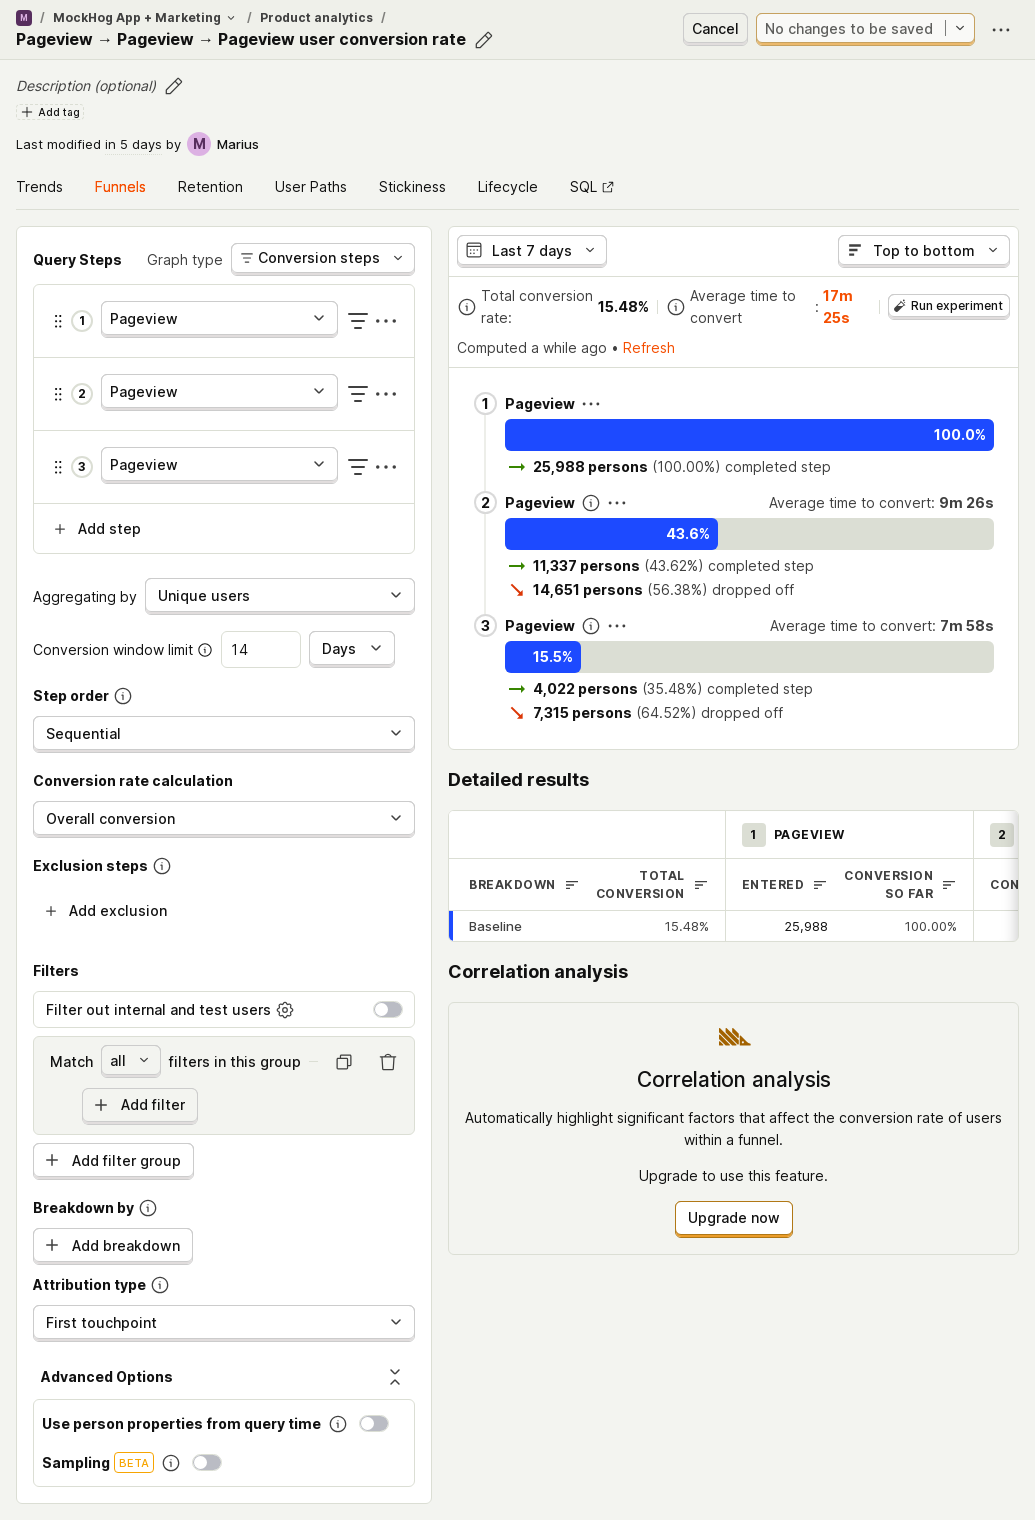 M / MockHog App + Marketing / Product analytics /
Pageview → Pageview → Pageview user conversion rate
Cancel
No changes to be saved
Description (optional)
Add tag
Last modified in 5 days by M Marius
Trends Funnels Retention User Paths Stickiness Lifecycle SQL
Query Steps
Graph type
Conversion steps
1 Pageview
2 Pageview
3 Pageview
Add step
Aggregating by Unique users
Conversion window limit 14 Days
Step order
Sequential
Conversion rate calculation
Overall conversion
Exclusion steps
Add exclusion
Filters
Filter out internal and test users
Match all filters in this group
Add filter
Add filter group
Breakdown by
Add breakdown
Attribution type
First touchpoint
Advanced Options
Use person properties from query time
Sampling BETA
Last 7 days
Top to bottom
Total conversion rate: 15.48%
Average time to convert : 17m 25s
Run experiment
Computed a while ago • Refresh
1 Pageview
100.0%
→ 25,988 persons (100.00%) completed step
2 Pageview
Average time to convert: 9m 26s
43.6%
→ 11,337 persons (43.62%) completed step
↘ 14,651 persons (56.38%) dropped off
3 Pageview
Average time to convert: 7m 58s
15.5%
→ 4,022 persons (35.48%) completed step
↘ 7,315 persons (64.52%) dropped off
Detailed results
1 PAGEVIEW
2
BREAKDOWN
TOTAL CONVERSION
ENTERED
CONVERSION SO FAR
CON
Baseline 15.48% 25,988 100.00%
Correlation analysis
Correlation analysis
Automatically highlight significant factors that affect the conversion rate of users
within a funnel.
Upgrade to use this feature.
Upgrade now